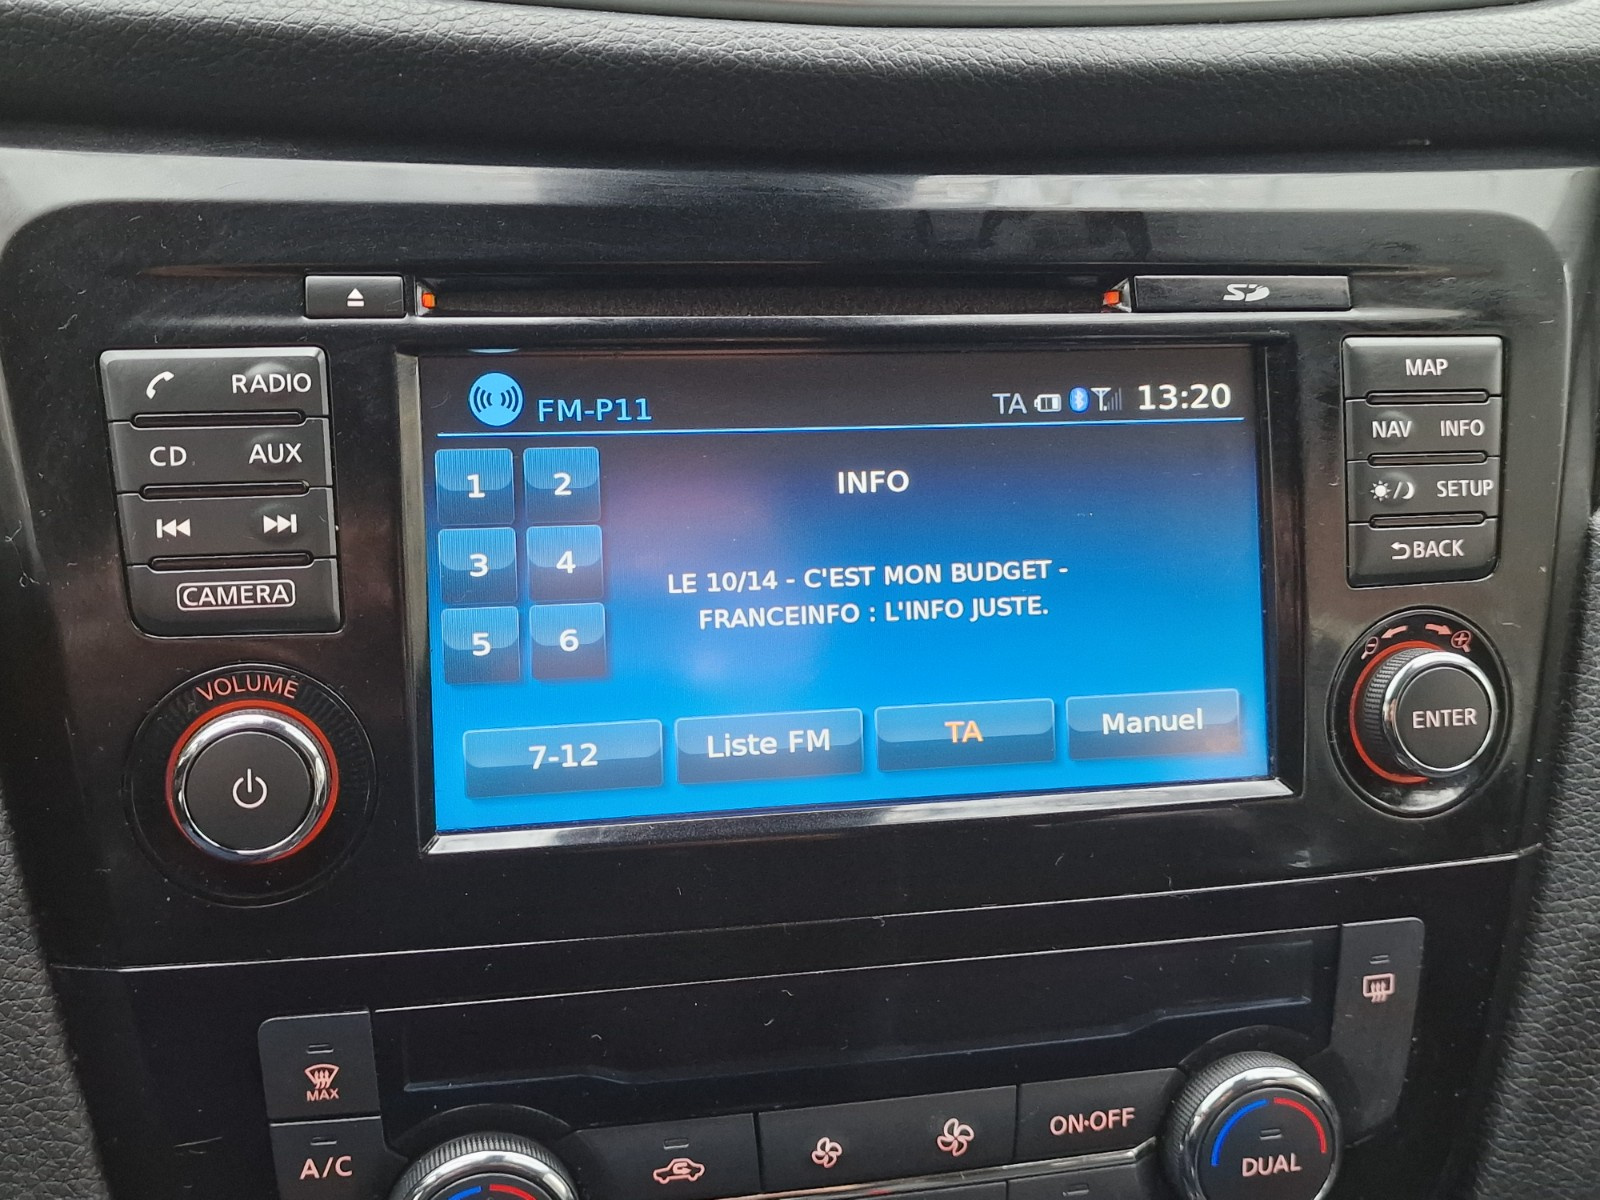 SD
RADIO
CD AUX
CAMERA
VOLUME
FM-P11
TA 13:20
1 2
3 4
5 6
INFO
LE 10/14 - C'EST MON BUDGET -
FRANCEINFO : L'INFO JUSTE.
7-12 Liste FM TA Manuel
MAP
NAV INFO
SETUP
BACK
ENTER
MAX
A/C
ON·OFF
DUAL